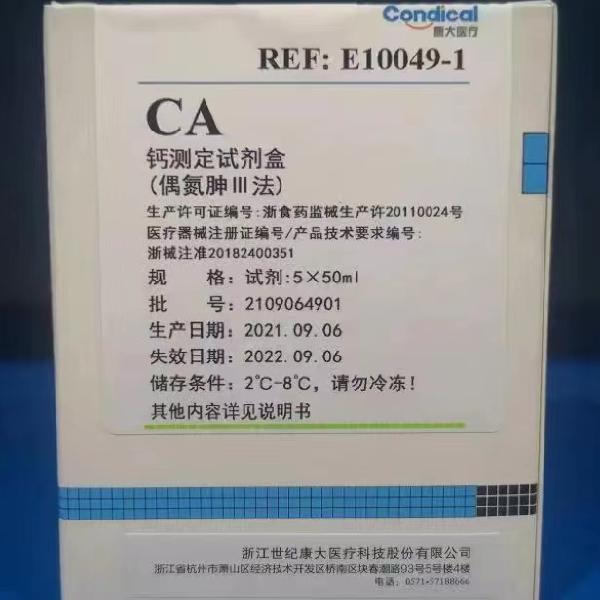 Condical
康大医疗
REF: E10049-1
CA
钙测定试剂盒
(偶氮胂Ⅲ法)
生产许可证编号:浙食药监械生产许20110024号
医疗器械注册证编号/产品技术要求编号:
浙械注准20182400351
规 格: 试剂:5×50ml
批 号: 2109064901
生产日期: 2021.09.06
失效日期: 2022.09.06
储存条件: 2℃-8℃, 请勿冷冻!
其他内容详见说明书
浙江世纪康大医疗科技股份有限公司
浙江省杭州市萧山区经济技术开发区桥南区块春潮路93号5号楼4楼
电话: 0571-57188666